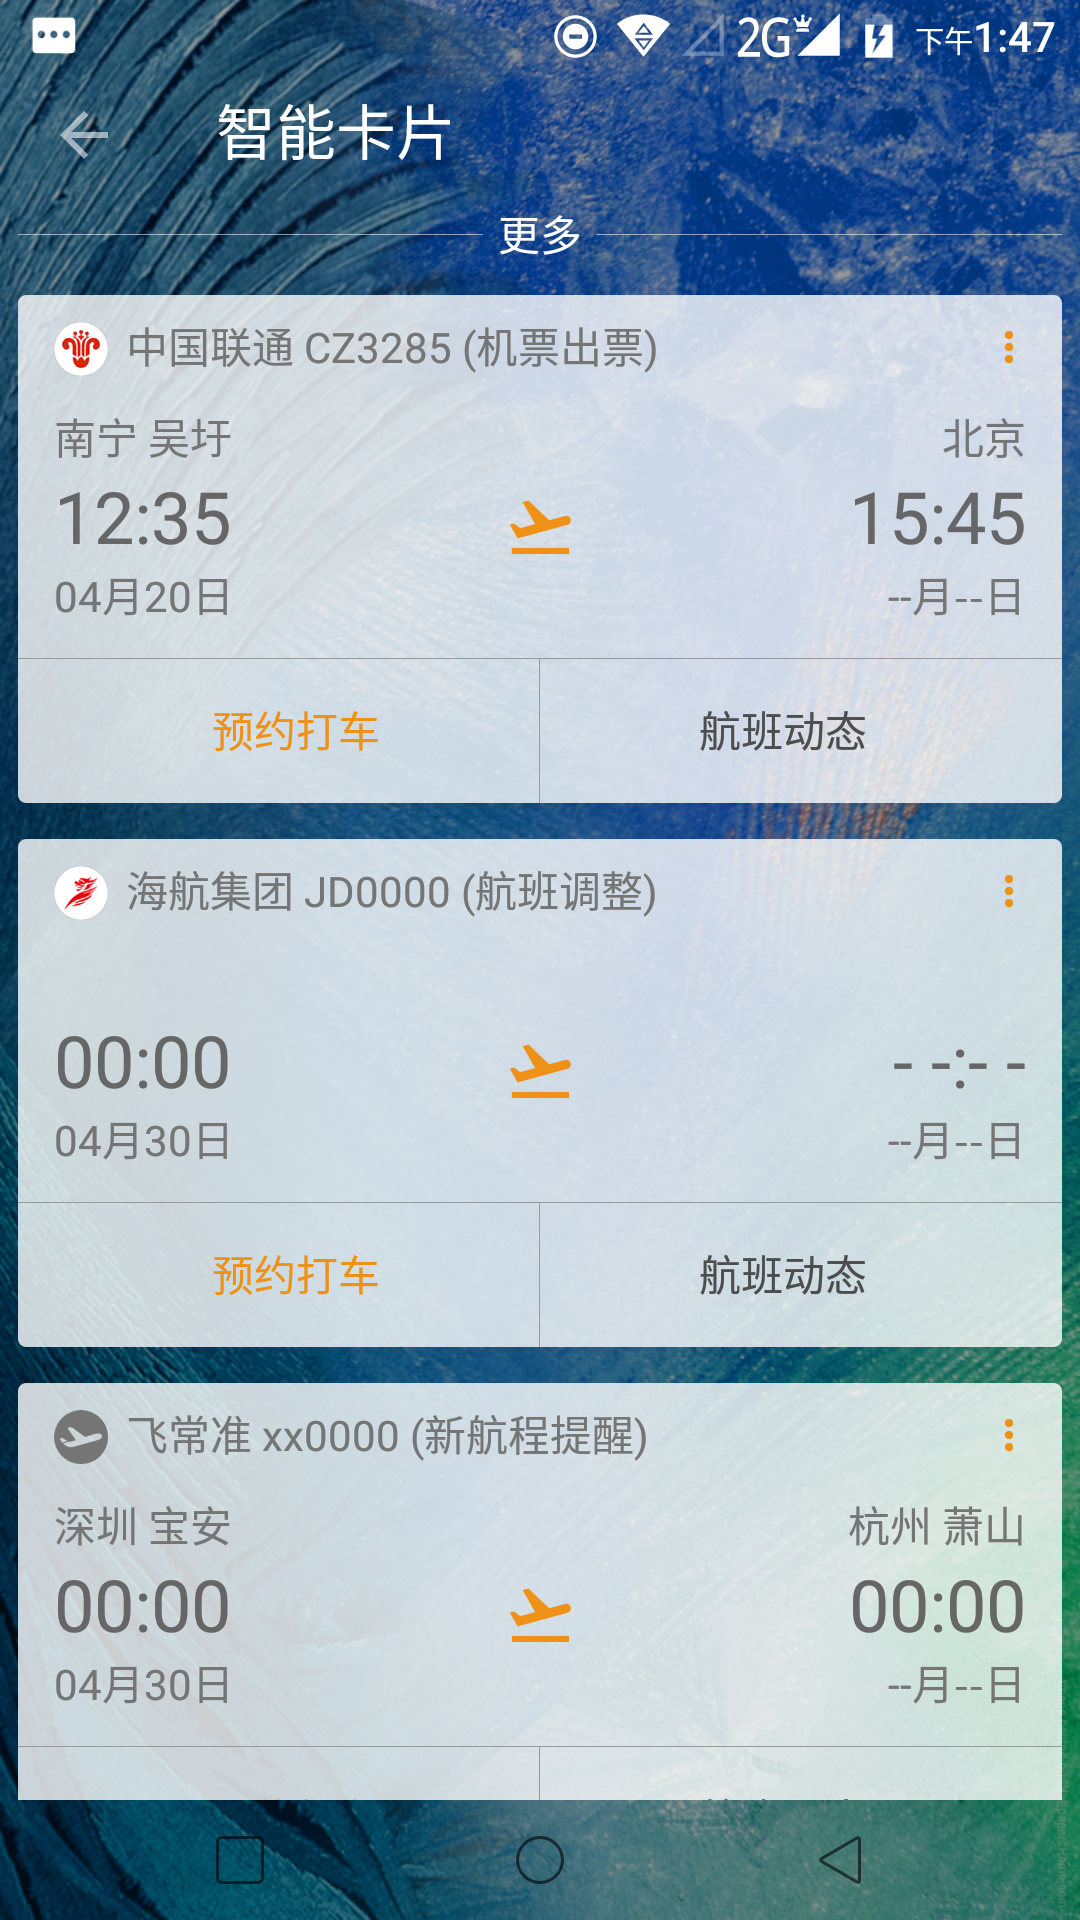 2G 下午1:47
智能卡片
更多
中国联通 CZ3285 (机票出票)
南宁 吴圩 北京
12:35 15:45
04月20日 --月--日
预约打车 航班动态
海航集团 JD0000 (航班调整)
00:00 - -:- -
04月30日 --月--日
预约打车 航班动态
飞常准 xx0000 (新航程提醒)
深圳 宝安 杭州 萧山
00:00 00:00
04月30日 --月--日